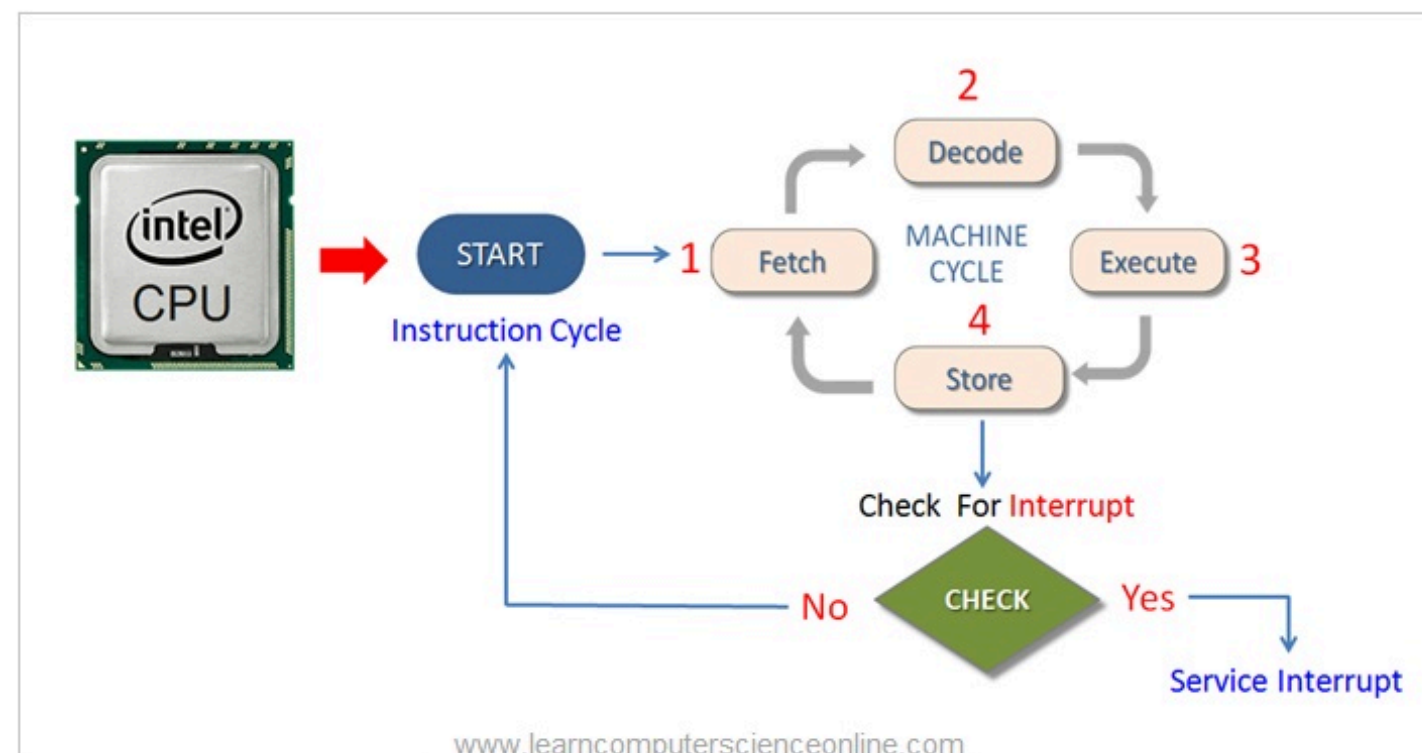 2
Decode
intel
CPU
START
1
Fetch
MACHINE
CYCLE
Execute
3
Instruction Cycle
4
Store
Check For Interrupt
No
CHECK
Yes
Service Interrupt
www.learncomputerscienceonline.com